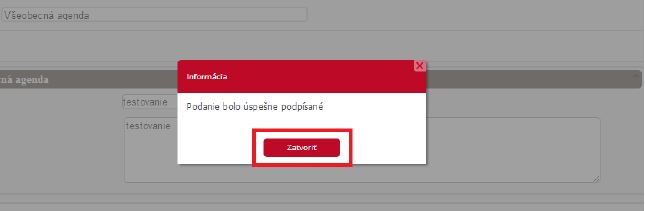 Všeobecná agenda
ná agenda
Informácia
testovanie
Podanie bolo úspešne podpísané
testovanie
Zatvoriť